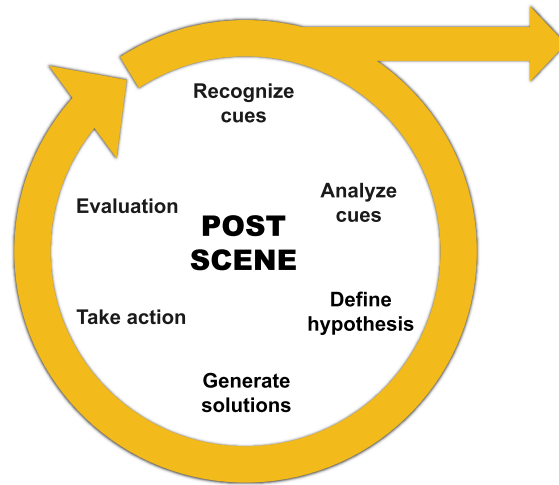 Recognize
cues
Analyze
cues
Define
hypothesis
Generate
solutions
Take action
Evaluation
POST
SCENE